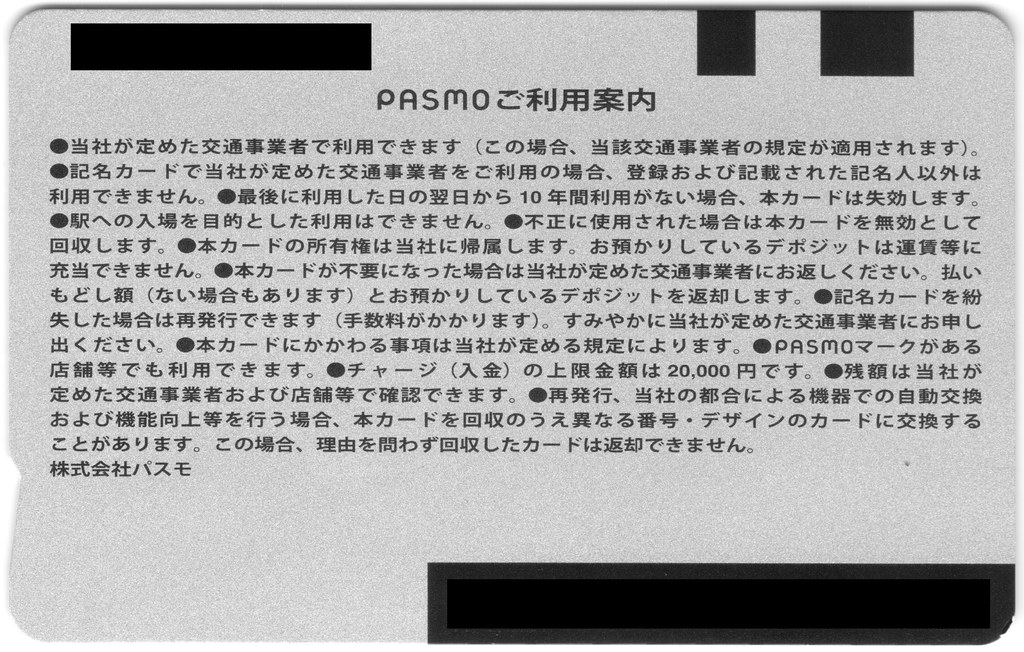 PASMOご利用案内
●当社が定めた交通事業者で利用できます（この場合、当該交通事業者の規定が適用されます）。
●記名カードで当社が定めた交通事業者をご利用の場合、登録および記載された記名人以外は
利用できません。●最後に利用した日の翌日から10年間利用がない場合、本カードは失効します。
●駅への入場を目的とした利用はできません。●不正に使用された場合は本カードを無効として
回収します。●本カードの所有権は当社に帰属します。お預かりしているデポジットは運賃等に
充当できません。●本カードが不要になった場合は当社が定めた交通事業者にお返しください。払い
もどし額（ない場合もあります）とお預かりしているデポジットを返却します。●記名カードを紛
失した場合は再発行できます（手数料がかかります）。すみやかに当社が定めた交通事業者にお申し
出ください。●本カードにかかわる事項は当社が定める規定によります。●PASMOマークがある
店舗等でも利用できます。●チャージ（入金）の上限金額は20,000円です。●残額は当社が
定めた交通事業者および店舗等で確認できます。●再発行、当社の都合による機器での自動交換
および機能向上等を行う場合、本カードを回収のうえ異なる番号・デザインのカードに交換する
ことがあります。この場合、理由を問わず回収したカードは返却できません。
株式会社パスモ